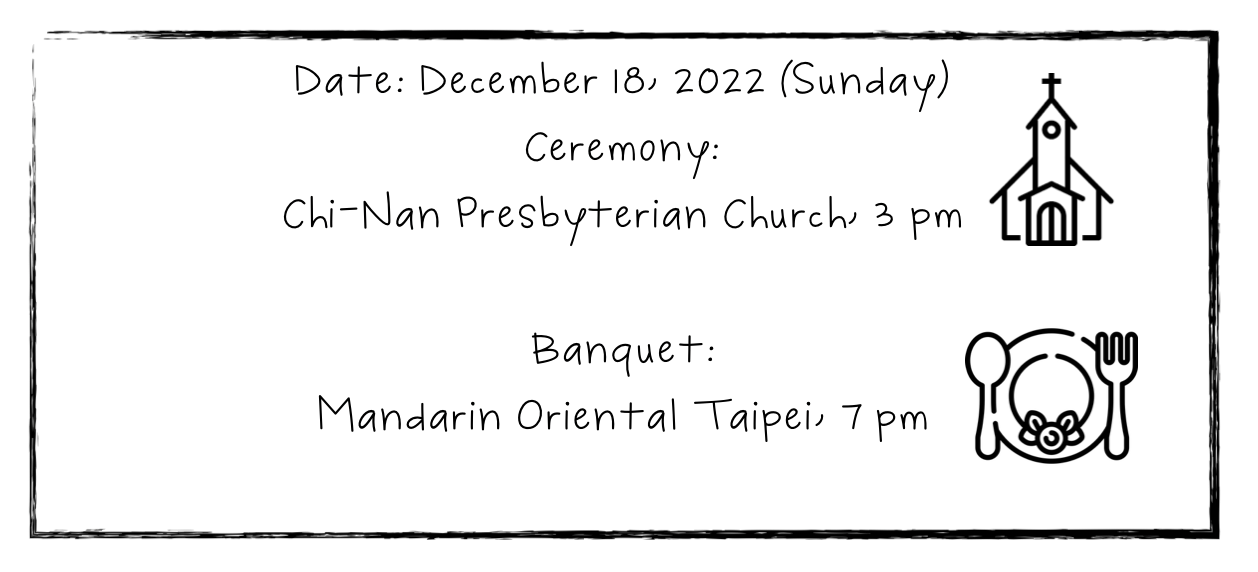 Date: December 18, 2022 (Sunday)
Ceremony:
Chi-Nan Presbyterian Church, 3 pm
Banquet:
Mandarin Oriental Taipei, 7 pm